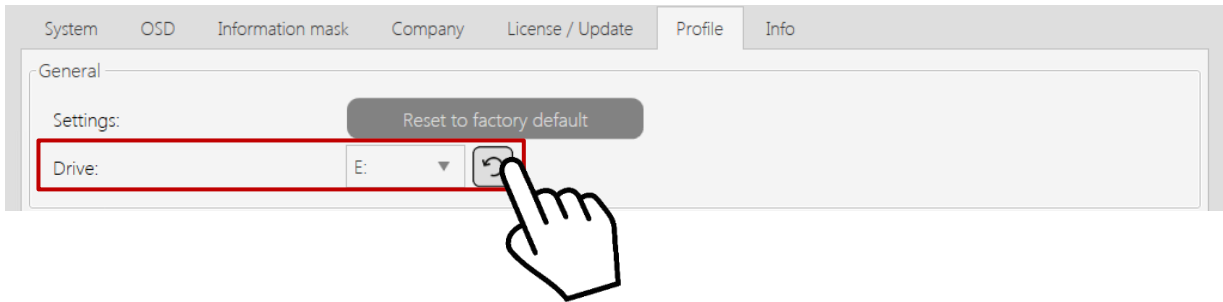 System OSD Information mask Company License / Update Profile Info
General
Settings: Reset to factory default
Drive: E: